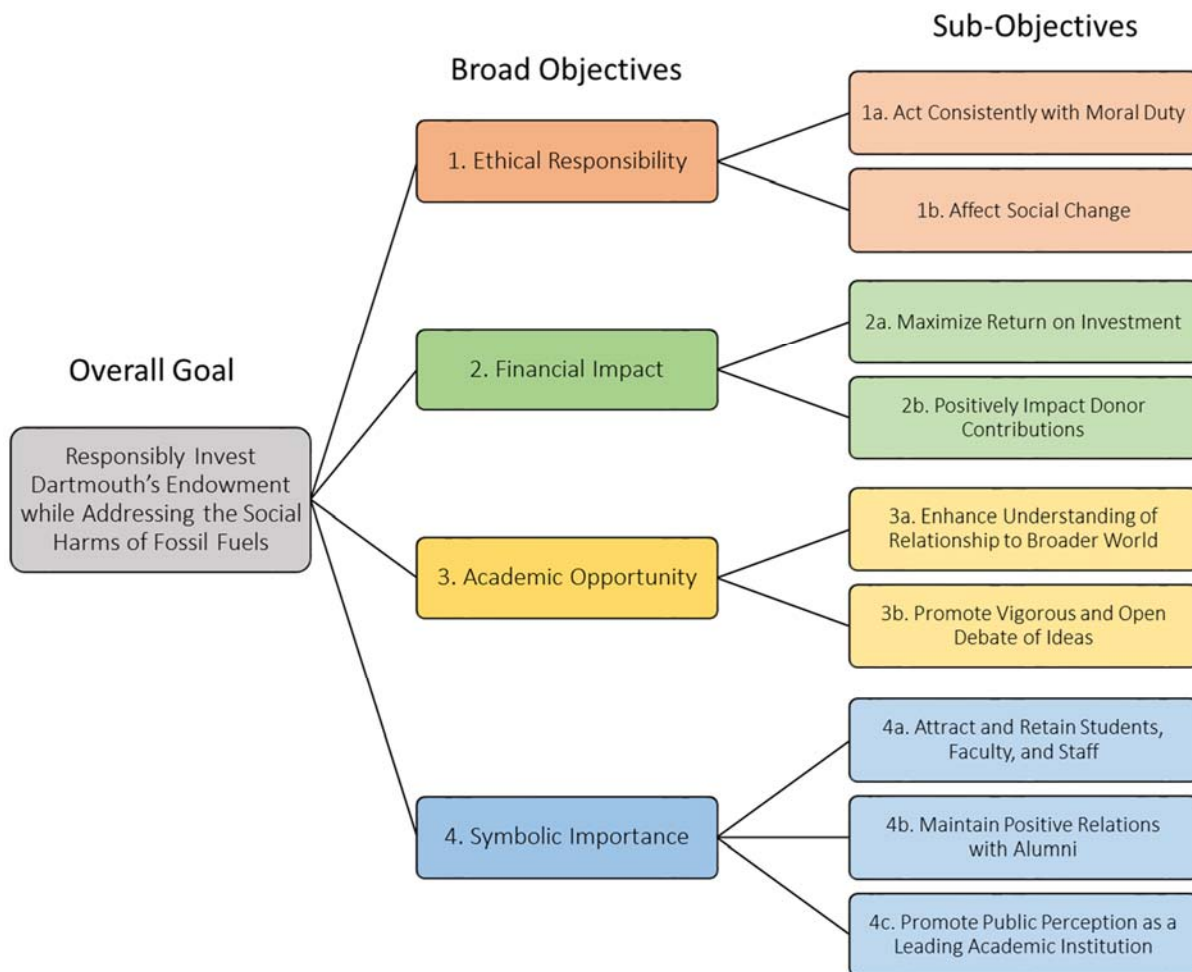 Sub-Objectives
Broad Objectives
Overall Goal
Responsibly Invest
Dartmouth’s Endowment
while Addressing the Social
Harms of Fossil Fuels
1. Ethical Responsibility
1a. Act Consistently with Moral Duty
1b. Affect Social Change
2. Financial Impact
2a. Maximize Return on Investment
2b. Positively Impact Donor
Contributions
3. Academic Opportunity
3a. Enhance Understanding of
Relationship to Broader World
3b. Promote Vigorous and Open
Debate of Ideas
4. Symbolic Importance
4a. Attract and Retain Students,
Faculty, and Staff
4b. Maintain Positive Relations
with Alumni
4c. Promote Public Perception as a
Leading Academic Institution